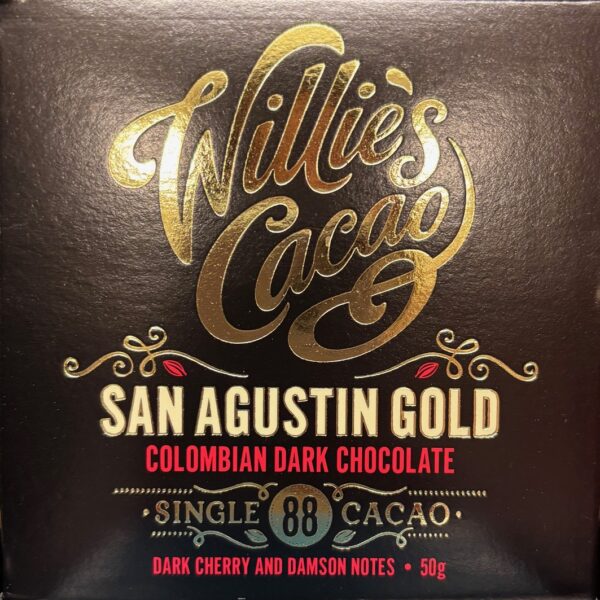 Willie's
Cacao
SAN AGUSTIN GOLD
COLOMBIAN DARK CHOCOLATE
· SINGLE 88 CACAO ·
DARK CHERRY AND DAMSON NOTES • 50g